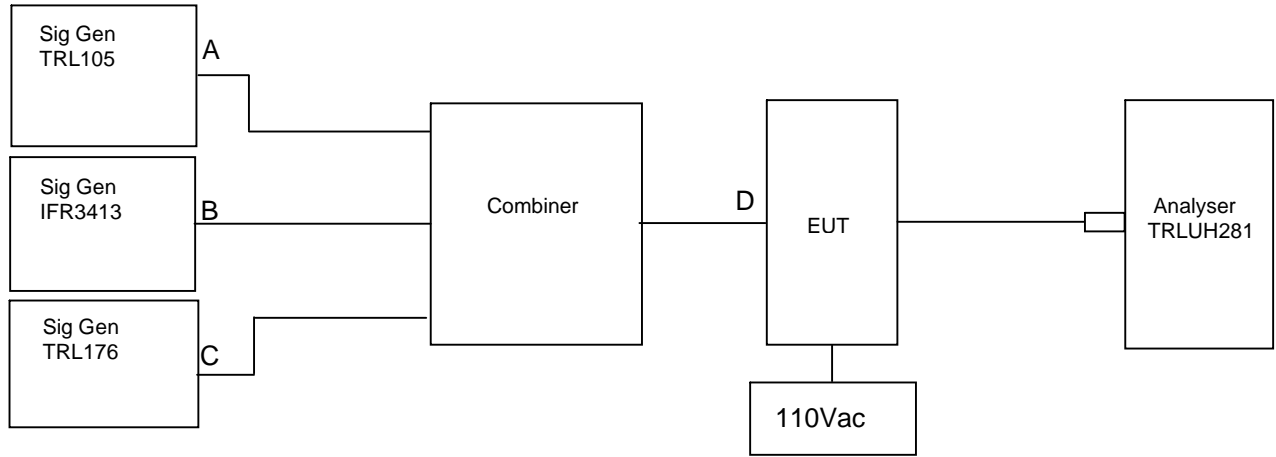 Sig Gen
TRL105
A
Sig Gen
IFR3413
B
Sig Gen
TRL176
C
Combiner
D
EUT
110Vac
Analyser
TRLUH281